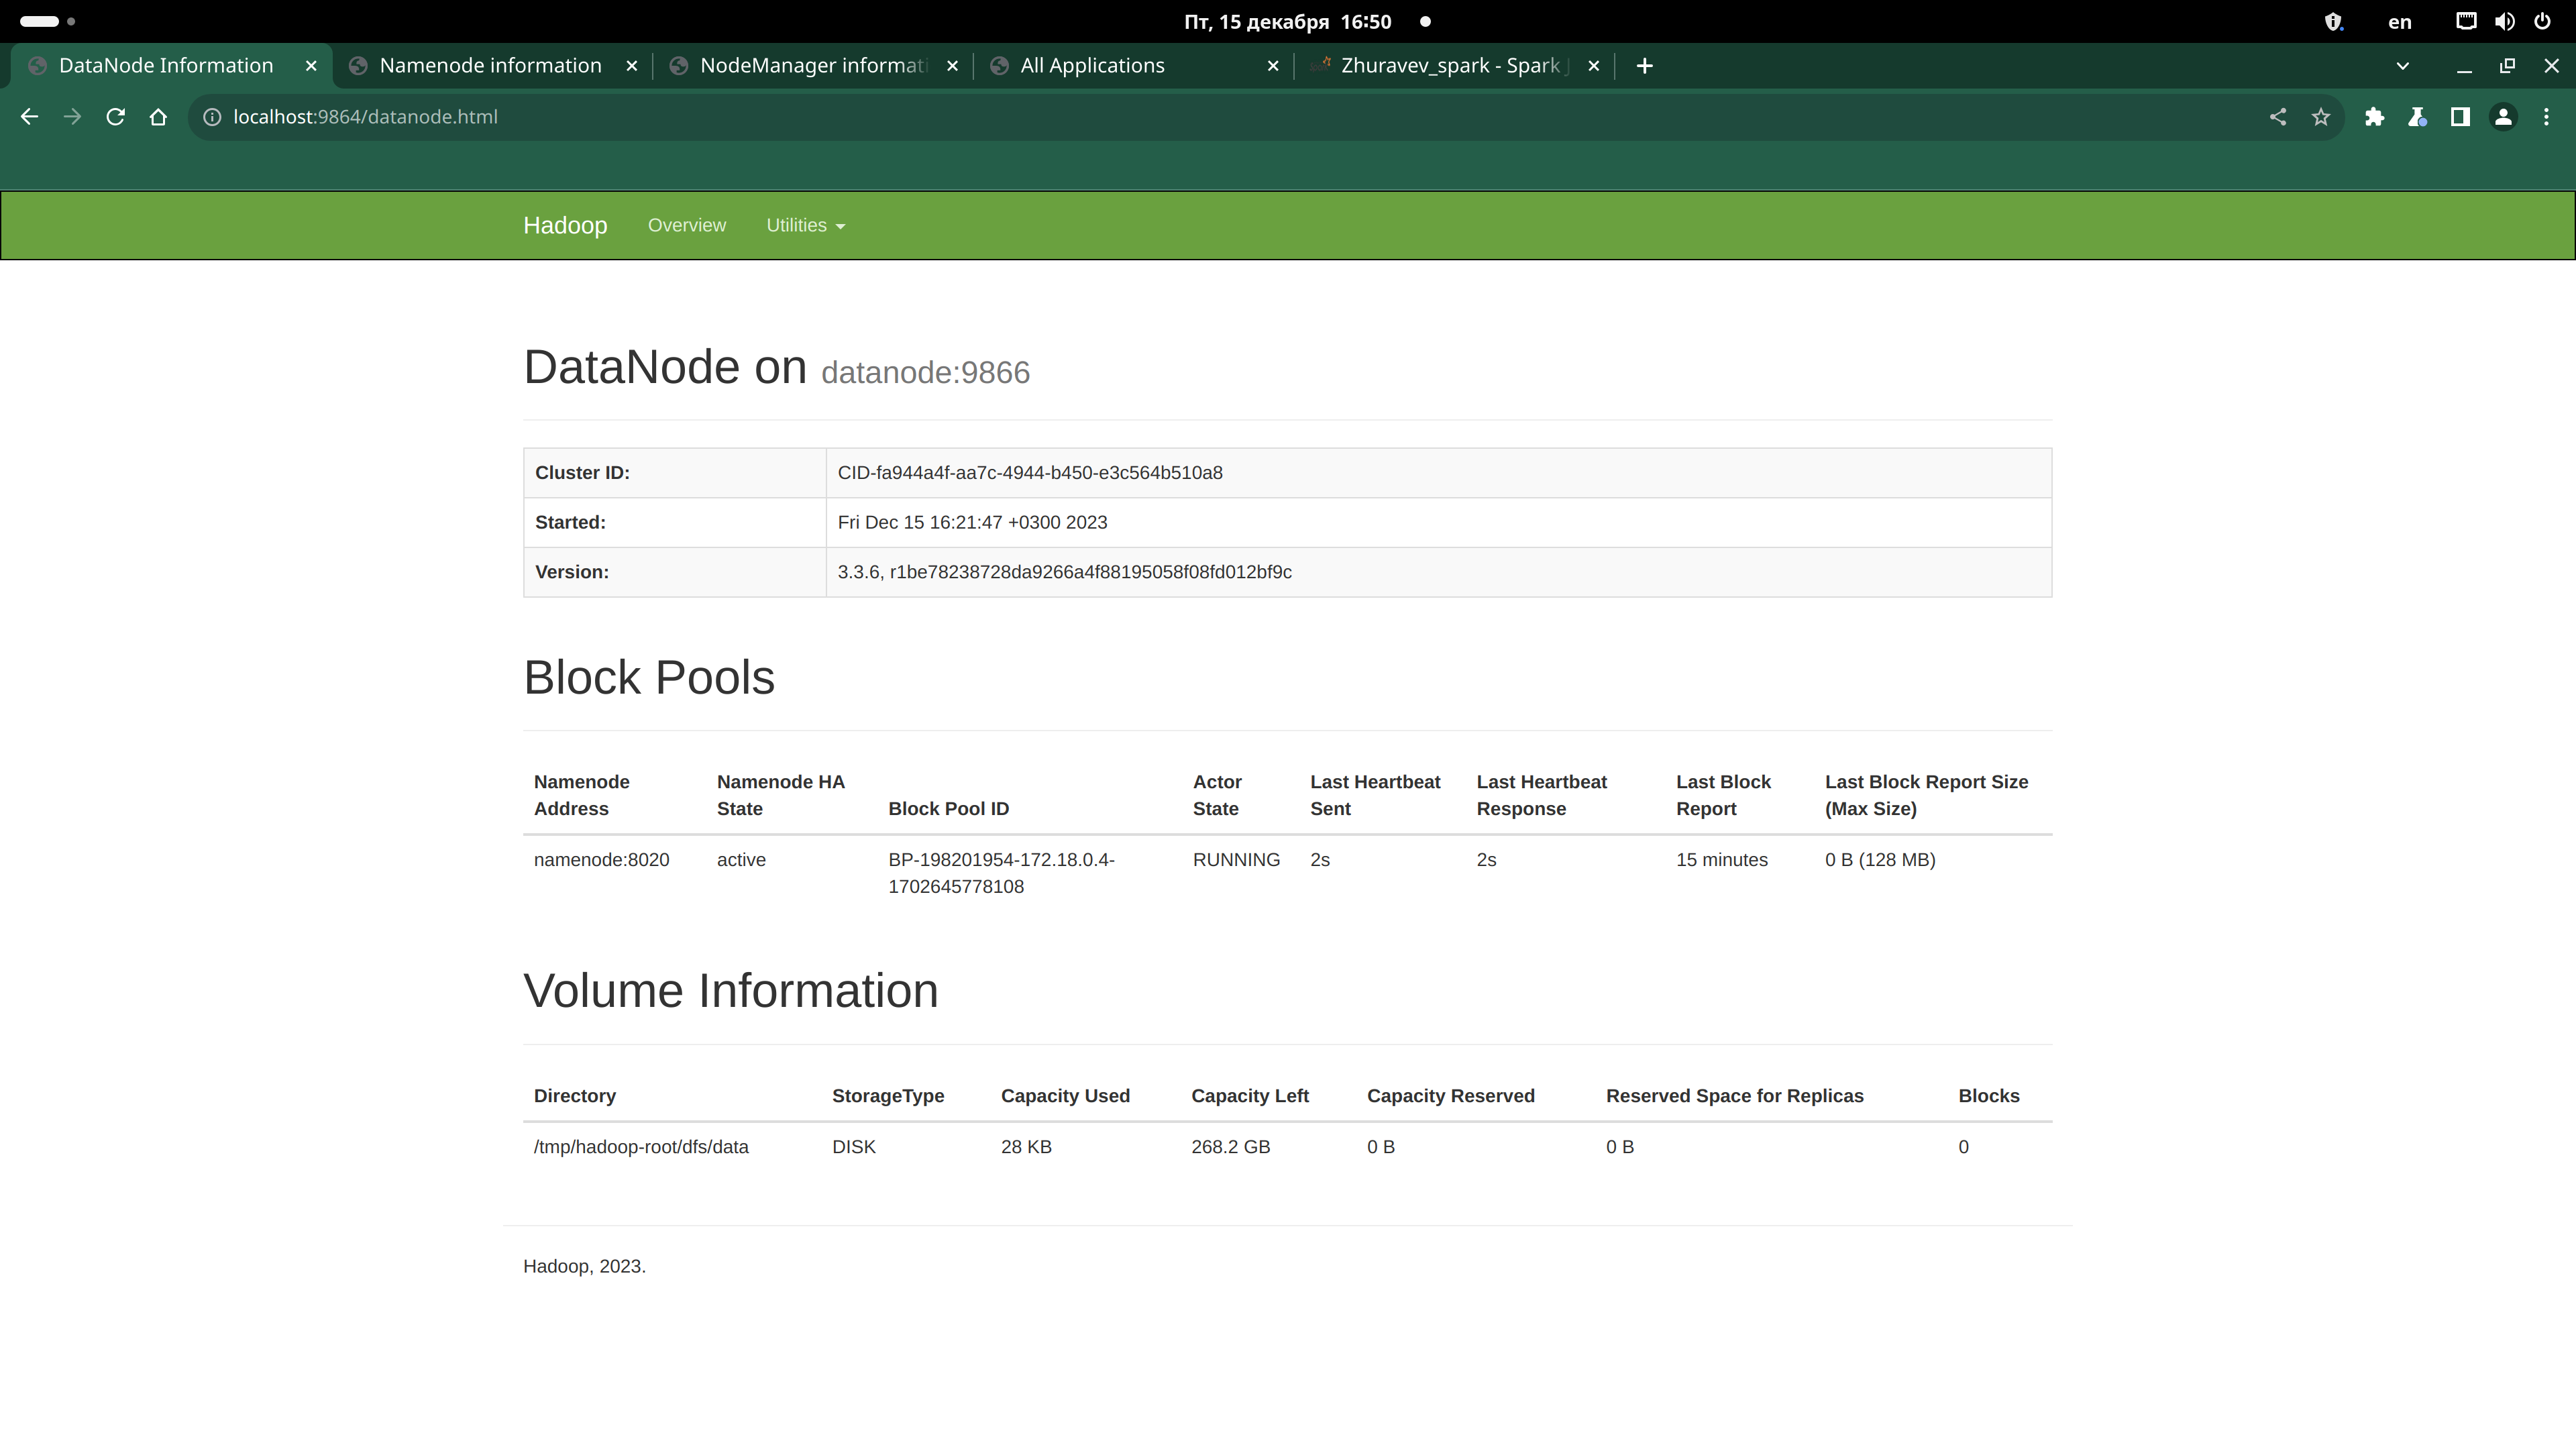 Пт, 15 декабря 16:50
en
DataNode Information
Namenode information
NodeManager informati
All Applications
Zhuravev_spark - Spark J
localhost:9864/datanode.html
Hadoop Overview Utilities
DataNode on datanode:9866
Cluster ID: CID-fa944a4f-aa7c-4944-b450-e3c564b510a8
Started: Fri Dec 15 16:21:47 +0300 2023
Version: 3.3.6, r1be78238728da9266a4f88195058f08fd012bf9c
Block Pools
Namenode Namenode HA Actor Last Heartbeat Last Heartbeat Last Block Last Block Report Size
Address State Block Pool ID State Sent Response Report (Max Size)
namenode:8020 active BP-198201954-172.18.0.4- RUNNING 2s 2s 15 minutes 0 B (128 MB)
1702645778108
Volume Information
Directory StorageType Capacity Used Capacity Left Capacity Reserved Reserved Space for Replicas Blocks
/tmp/hadoop-root/dfs/data DISK 28 KB 268.2 GB 0 B 0 B 0
Hadoop, 2023.